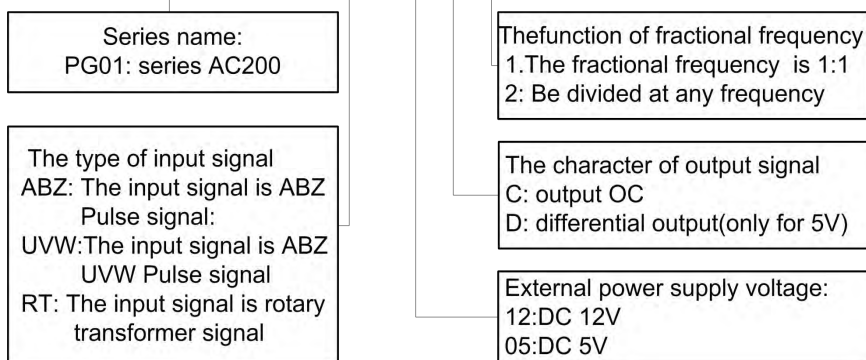 Series name:
PG01: series AC200
The type of input signal
ABZ: The input signal is ABZ
Pulse signal:
UVW:The input signal is ABZ
UVW Pulse signal
RT: The input signal is rotary
transformer signal
Thefunction of fractional frequency
1.The fractional frequency is 1:1
2: Be divided at any frequency
The character of output signal
C: output OC
D: differential output(only for 5V)
External power supply voltage:
12:DC 12V
05:DC 5V